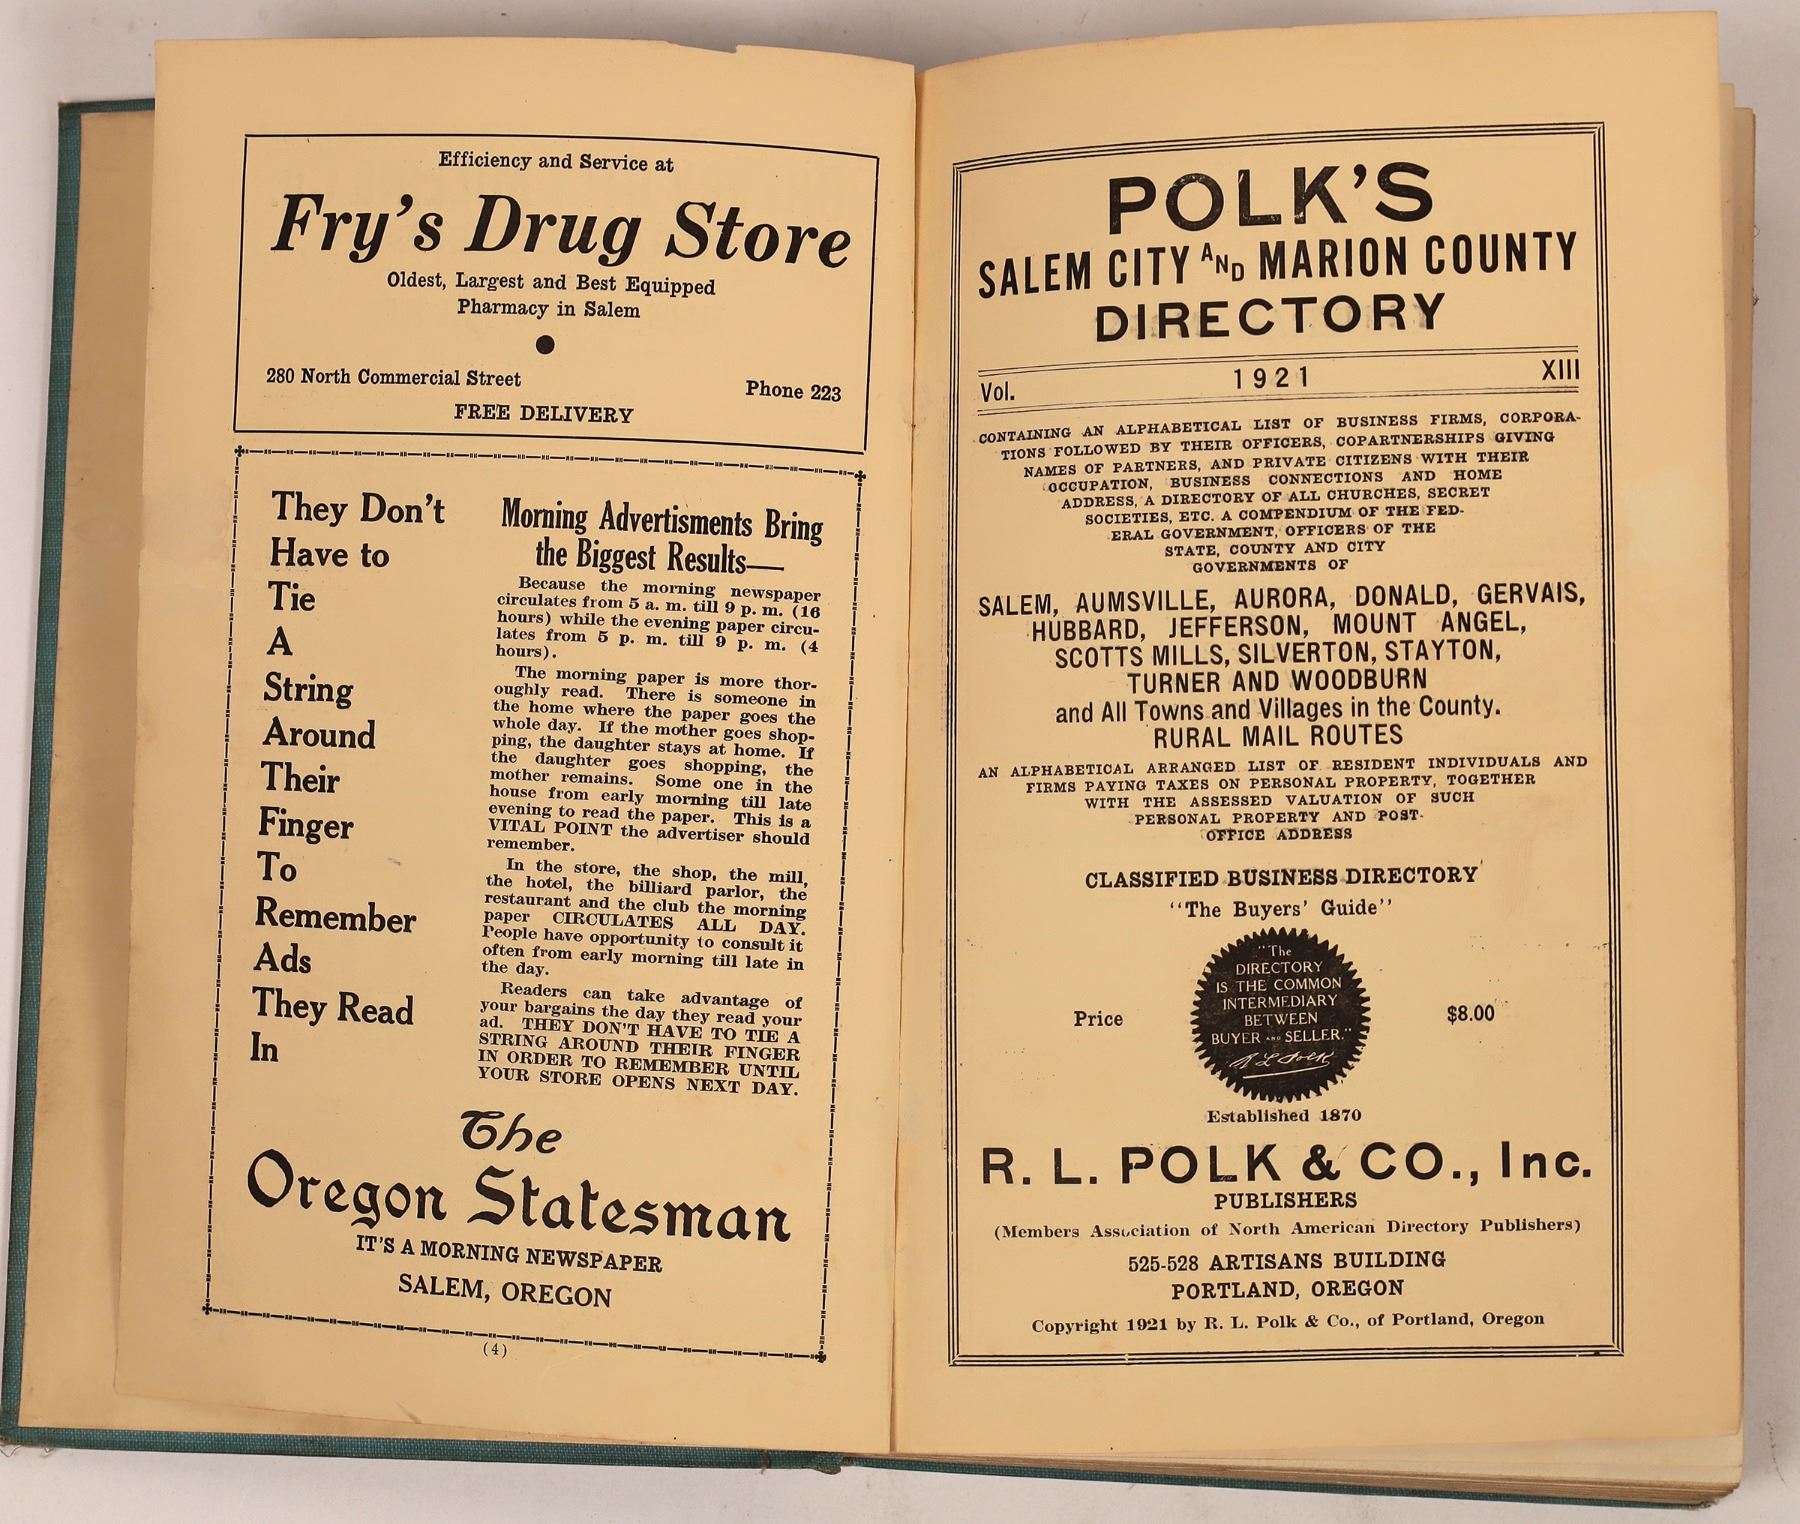 Efficiency and Service at
Fry's Drug Store
Oldest, Largest and Best Equipped
Pharmacy in Salem
280 North Commercial Street
Phone 223
FREE DELIVERY
They Don't
Have to
Tie
A
String
Around
Their
Finger
To
Remember
Ads
They Read
In
Morning Advertisments Bring
the Biggest Results—
Because the morning newspaper
circulates from 5 a. m. till 9 p. m. (16
hours) while the evening paper circu-
lates from 5 p. m. till 9 p. m. (4
hours).
The morning paper is more thor-
oughly read. There is someone in
the home where the paper goes the
whole day. If the mother goes shop-
ping, the daughter stays at home. If
the daughter goes shopping, the
mother remains. Some one in the
house from early morning till late
evening to read the paper. This is a
VITAL POINT the advertiser should
remember.
In the store, the shop, the mill,
the hotel, the billiard parlor, the
restaurant and the club the morning
paper CIRCULATES ALL DAY.
People have opportunity to consult it
often from early morning till late in
the day.
Readers can take advantage of
your bargains the day they read your
ad. THEY DON'T HAVE TO TIE A
STRING AROUND THEIR FINGER
IN ORDER TO REMEMBER UNTIL
YOUR STORE OPENS NEXT DAY.
The
Oregon Statesman
IT'S A MORNING NEWSPAPER
SALEM, OREGON
(4)
POLK'S
SALEM CITY AND MARION COUNTY
DIRECTORY
Vol. 1921 XIII
CONTAINING AN ALPHABETICAL LIST OF BUSINESS FIRMS, CORPORA-
TIONS FOLLOWED BY THEIR OFFICERS, COPARTNERSHIPS GIVING
NAMES OF PARTNERS, AND PRIVATE CITIZENS WITH THEIR
OCCUPATION, BUSINESS CONNECTIONS AND HOME
ADDRESS, A DIRECTORY OF ALL CHURCHES, SECRET
SOCIETIES, ETC. A COMPENDIUM OF THE FED-
ERAL GOVERNMENT, OFFICERS OF THE
STATE, COUNTY AND CITY
GOVERNMENTS OF
SALEM, AUMSVILLE, AURORA, DONALD, GERVAIS,
HUBBARD, JEFFERSON, MOUNT ANGEL,
SCOTTS MILLS, SILVERTON, STAYTON,
TURNER AND WOODBURN
and All Towns and Villages in the County.
RURAL MAIL ROUTES
AN ALPHABETICAL ARRANGED LIST OF RESIDENT INDIVIDUALS AND
FIRMS PAYING TAXES ON PERSONAL PROPERTY, TOGETHER
WITH THE ASSESSED VALUATION OF SUCH
PERSONAL PROPERTY AND POST-
OFFICE ADDRESS
CLASSIFIED BUSINESS DIRECTORY
"The Buyers' Guide"
"The
DIRECTORY
IS THE COMMON
INTERMEDIARY
BETWEEN
BUYER AND SELLER."
R L Polk
Price $8.00
Established 1870
R. L. POLK & CO., Inc.
PUBLISHERS
(Members Association of North American Directory Publishers)
525-528 ARTISANS BUILDING
PORTLAND, OREGON
Copyright 1921 by R. L. Polk & Co., of Portland, Oregon